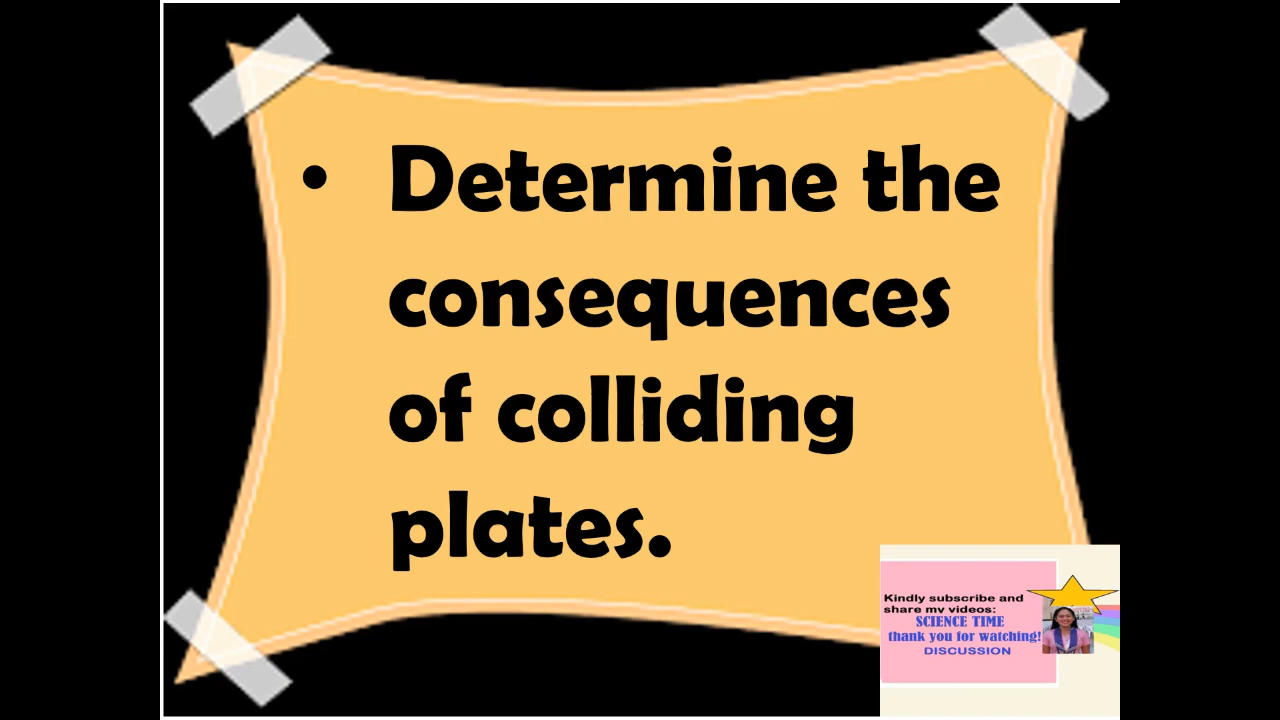 • Determine the
consequences
of colliding
plates.
Kindly subscribe and
share my videos:
SCIENCE TIME
thank you for watching!
DISCUSSION